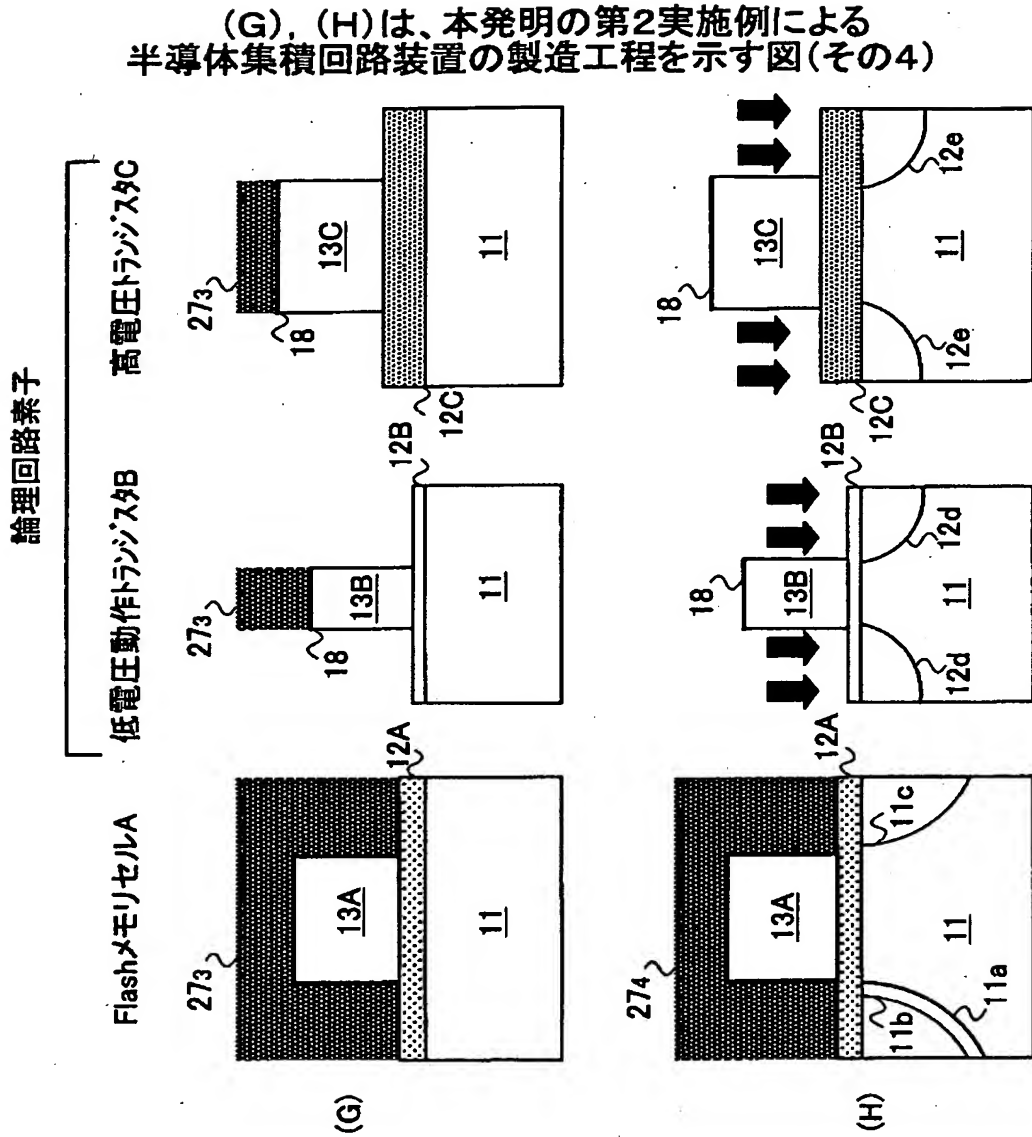 (G), (H)は、本発明の第2実施例による
半導体集積回路装置の製造工程を示す図(その4)
論理回路素子
FlashメモリセルA
低電圧動作トランジスタB
高電圧トランジスタC
(G)
273
13A
12A
11
273
18
13B
12B
11
273
18
13C
12C
11
(H)
274
13A
12A
11b
11a
11
11c
18
13B
12B
12d
11
12d
18
13C
12C
12e
11
12e